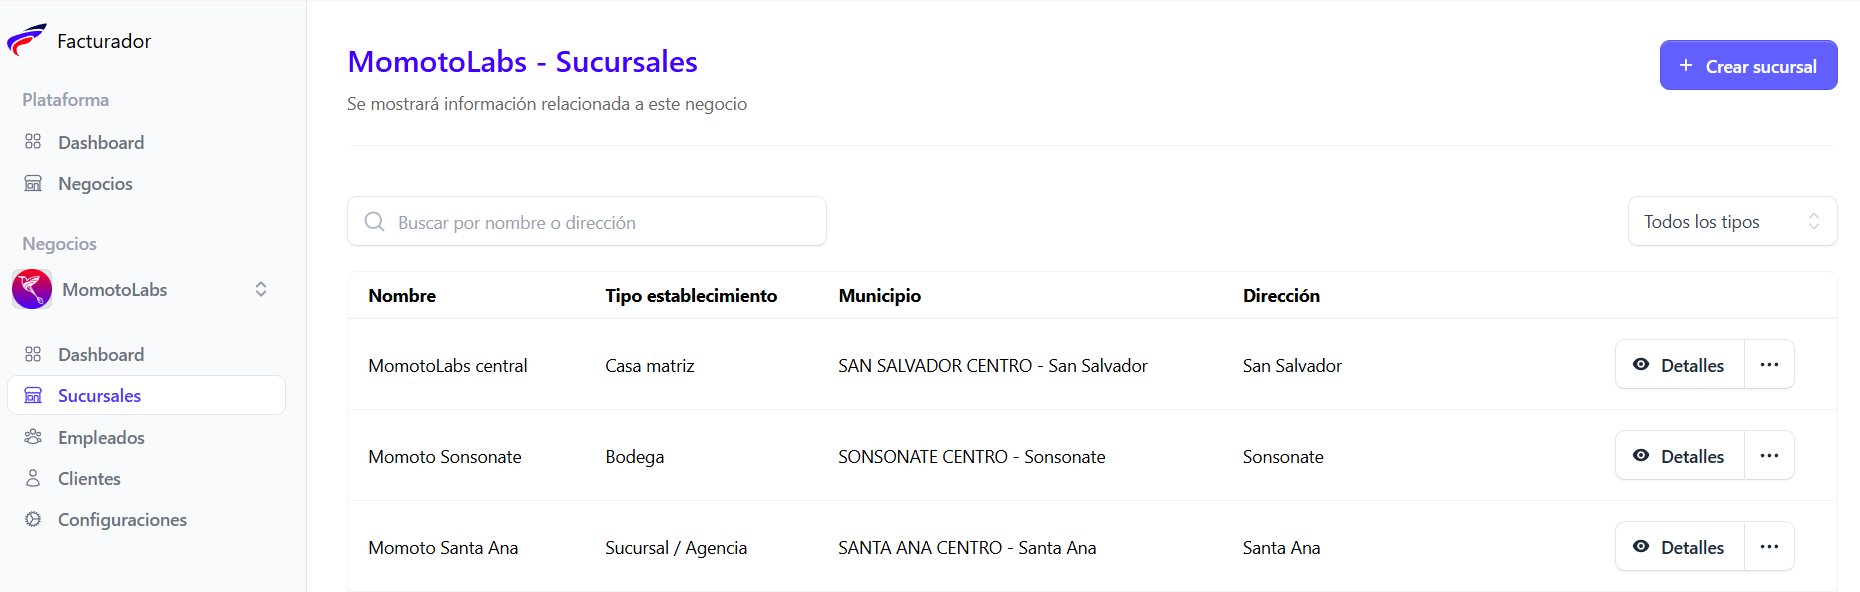 Facturador
Plataforma
Dashboard
Negocios
Negocios
MomotoLabs
Dashboard
Sucursales
Empleados
Clientes
Configuraciones
MomotoLabs - Sucursales
Se mostrará información relacionada a este negocio
+ Crear sucursal
Buscar por nombre o dirección
Todos los tipos
Nombre Tipo establecimiento Municipio Dirección
MomotoLabs central Casa matriz SAN SALVADOR CENTRO - San Salvador San Salvador Detalles ...
Momoto Sonsonate Bodega SONSONATE CENTRO - Sonsonate Sonsonate Detalles ...
Momoto Santa Ana Sucursal / Agencia SANTA ANA CENTRO - Santa Ana Santa Ana Detalles ...